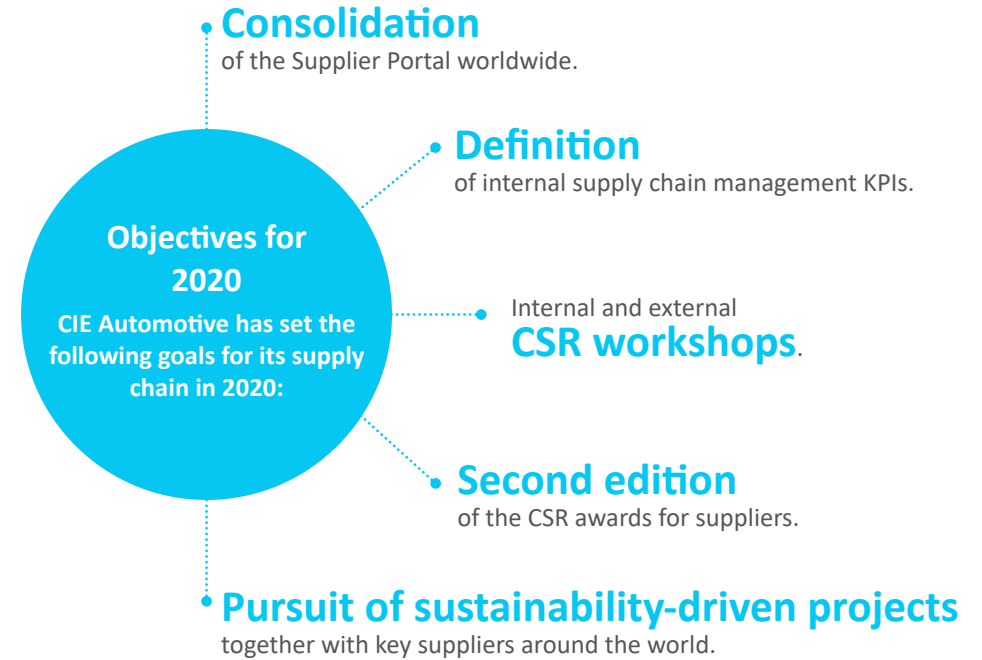 Consolidation
of the Supplier Portal worldwide.
Definition
of internal supply chain management KPIs.
Objectives for
2020
CIE Automotive has set the
following goals for its supply
chain in 2020:
Internal and external
CSR workshops.
Second edition
of the CSR awards for suppliers.
Pursuit of sustainability-driven projects
together with key suppliers around the world.